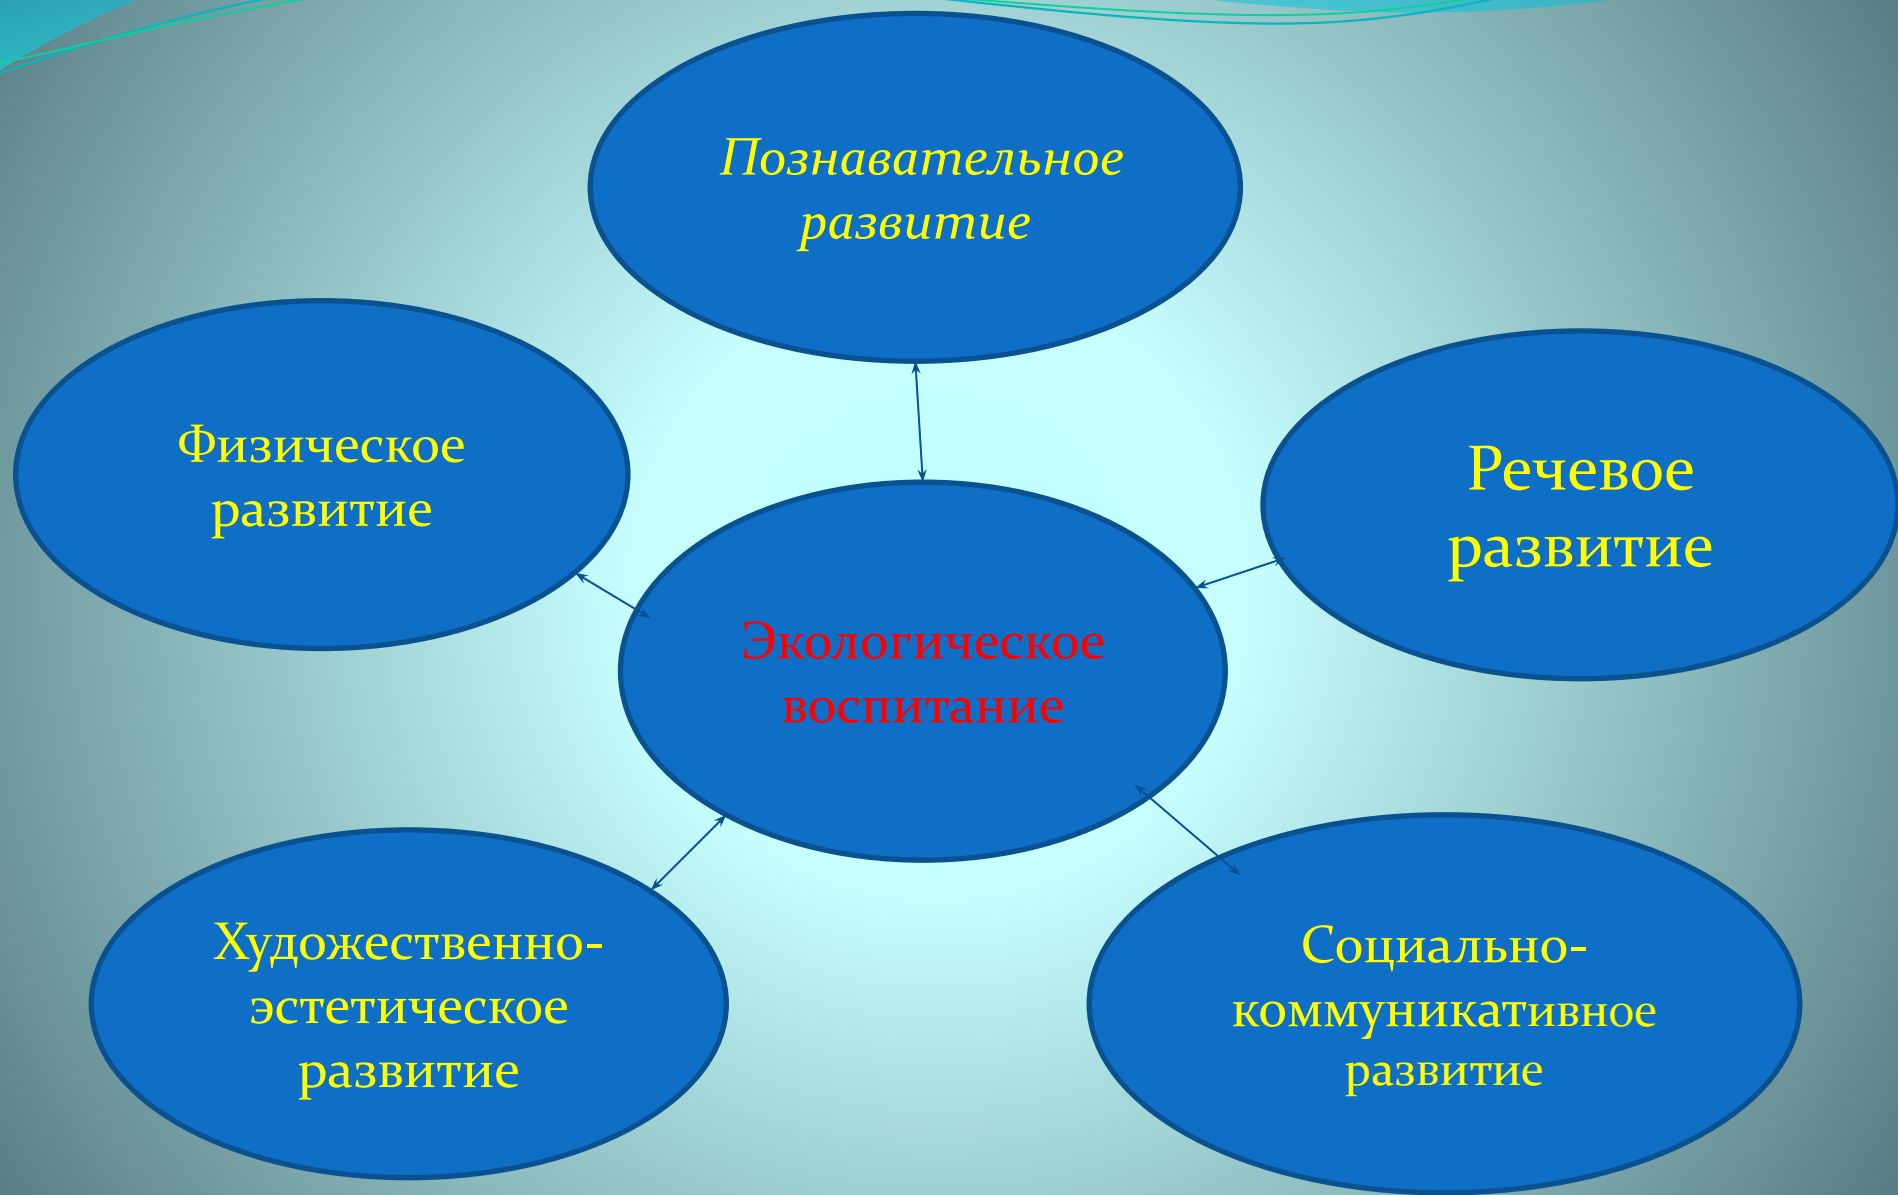 Познавательное
развитие
Физическое
развитие
Речевое
развитие
Экологическое
воспитание
Художественно-
эстетическое
развитие
Социально-
коммуникативное
развитие